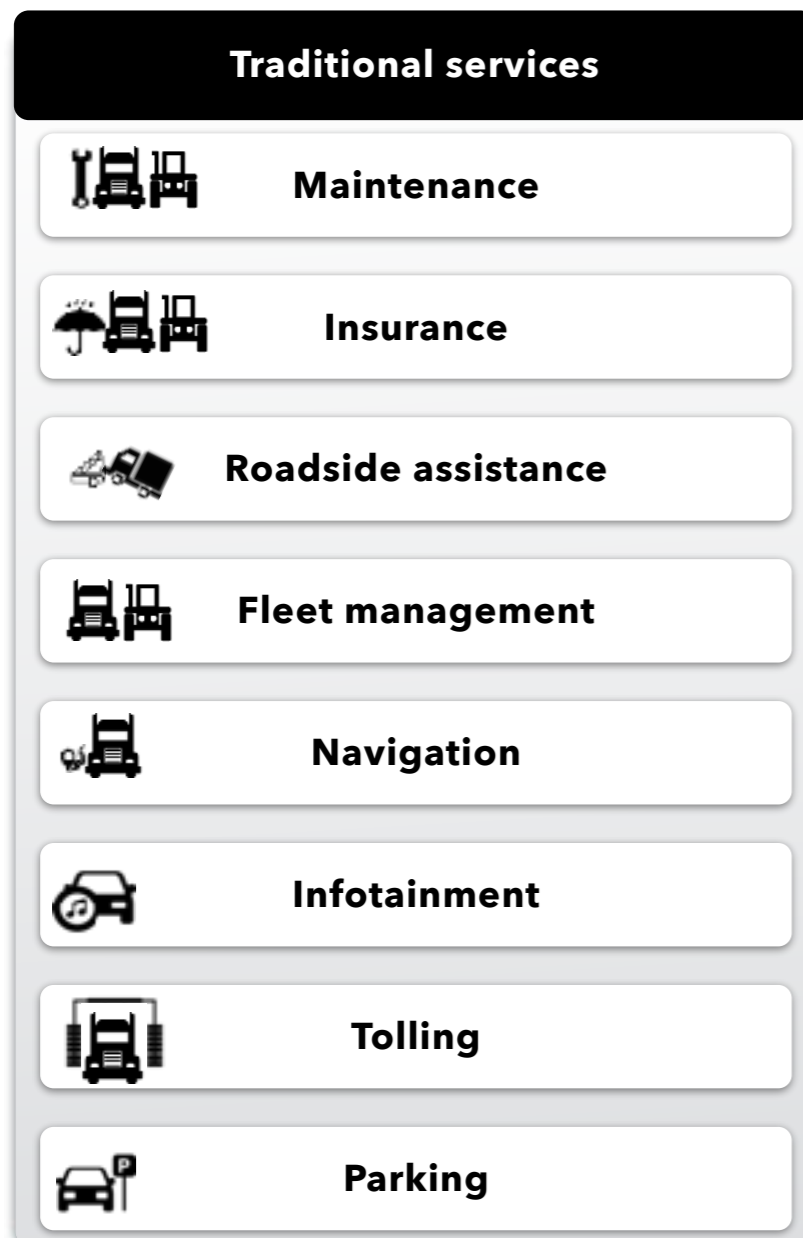 Traditional services
Maintenance
Insurance
Roadside assistance
Fleet management
Navigation
Infotainment
Tolling
P
Parking